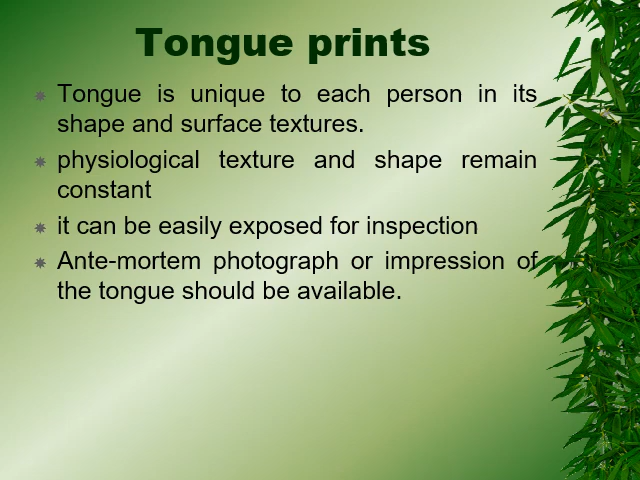 Tongue prints
Tongue is unique to each person in its
shape and surface textures.
physiological texture and shape remain
constant
it can be easily exposed for inspection
Ante-mortem photograph or impression of
the tongue should be available.